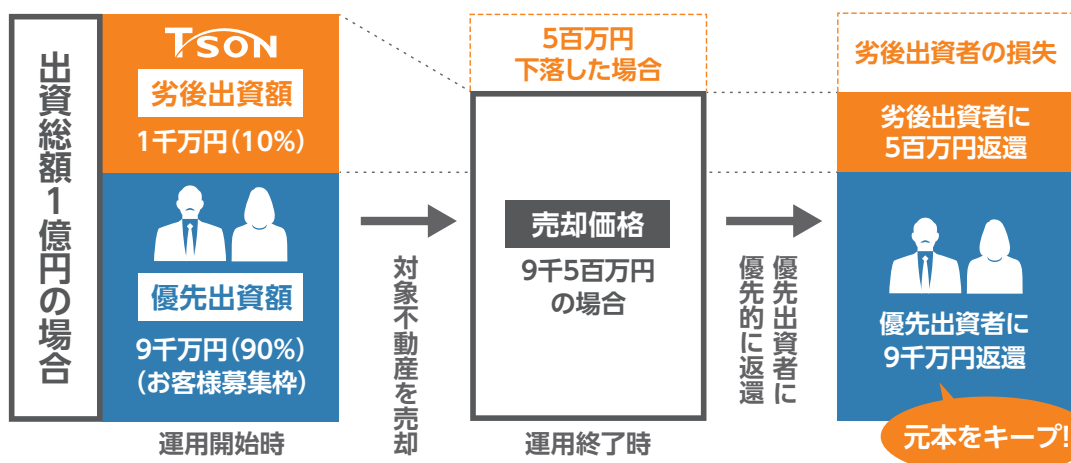 出資総額1億円の場合
TSON
劣後出資額
1千万円(10%)
優先出資額
9千万円(90%)
(お客様募集枠)
運用開始時
対象不動産を売却
5百万円
下落した場合
売却価格
9千5百万円
の場合
運用終了時
優先出資者に
優先的に返還
劣後出資者の損失
劣後出資者に
5百万円返還
優先出資者に
9千万円返還
元本をキープ!